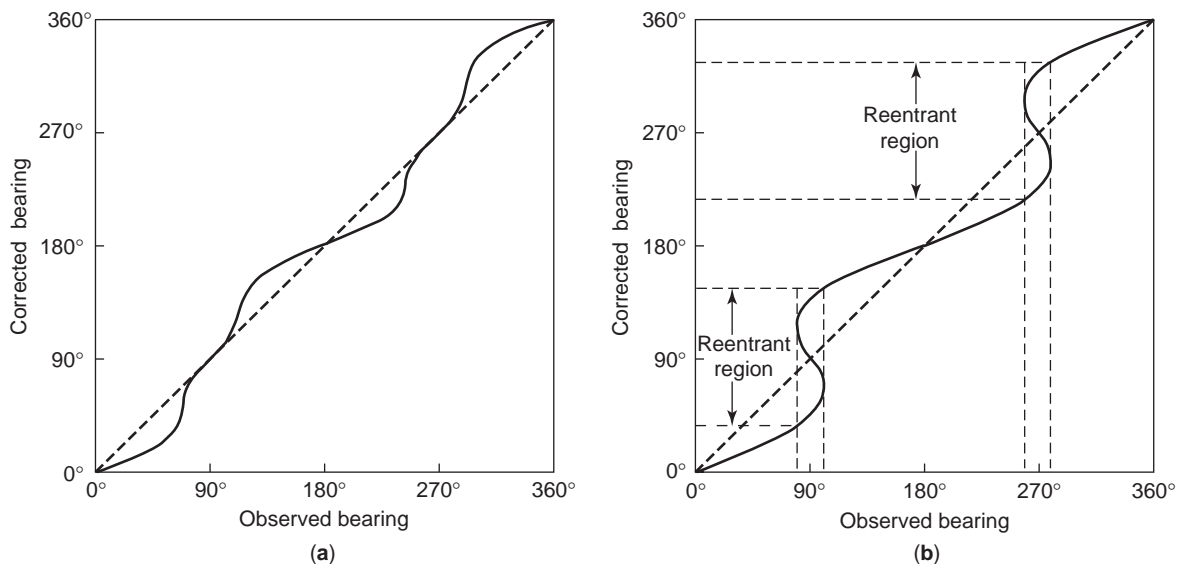 360°
270°
180°
90°
0°
Corrected bearing
0°
90°
180°
270°
360°
Observed bearing
(a)
360°
270°
180°
90°
0°
Corrected bearing
Reentrant
region
Reentrant
region
0°
90°
180°
270°
360°
Observed bearing
(b)